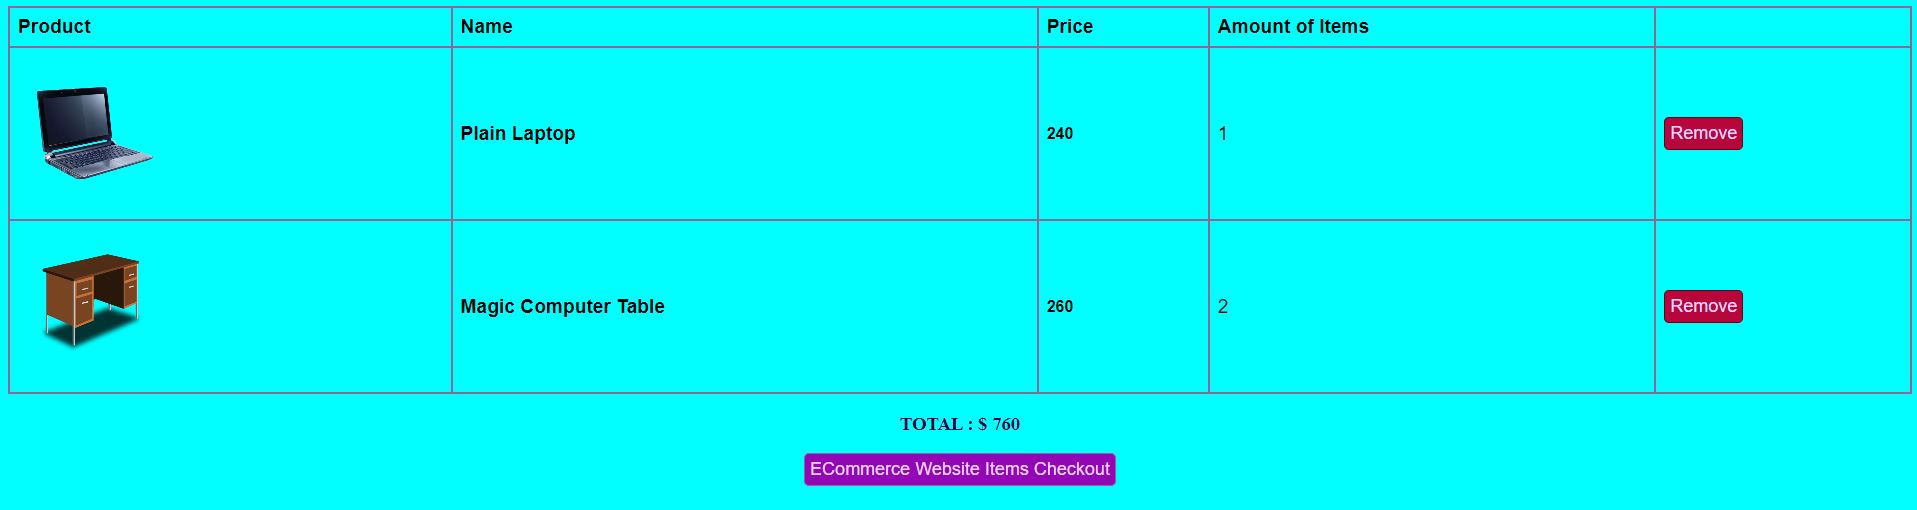 Product Name Price Amount of Items
Plain Laptop 240 1 Remove
Magic Computer Table 260 2 Remove
TOTAL : $ 760
ECommerce Website Items Checkout